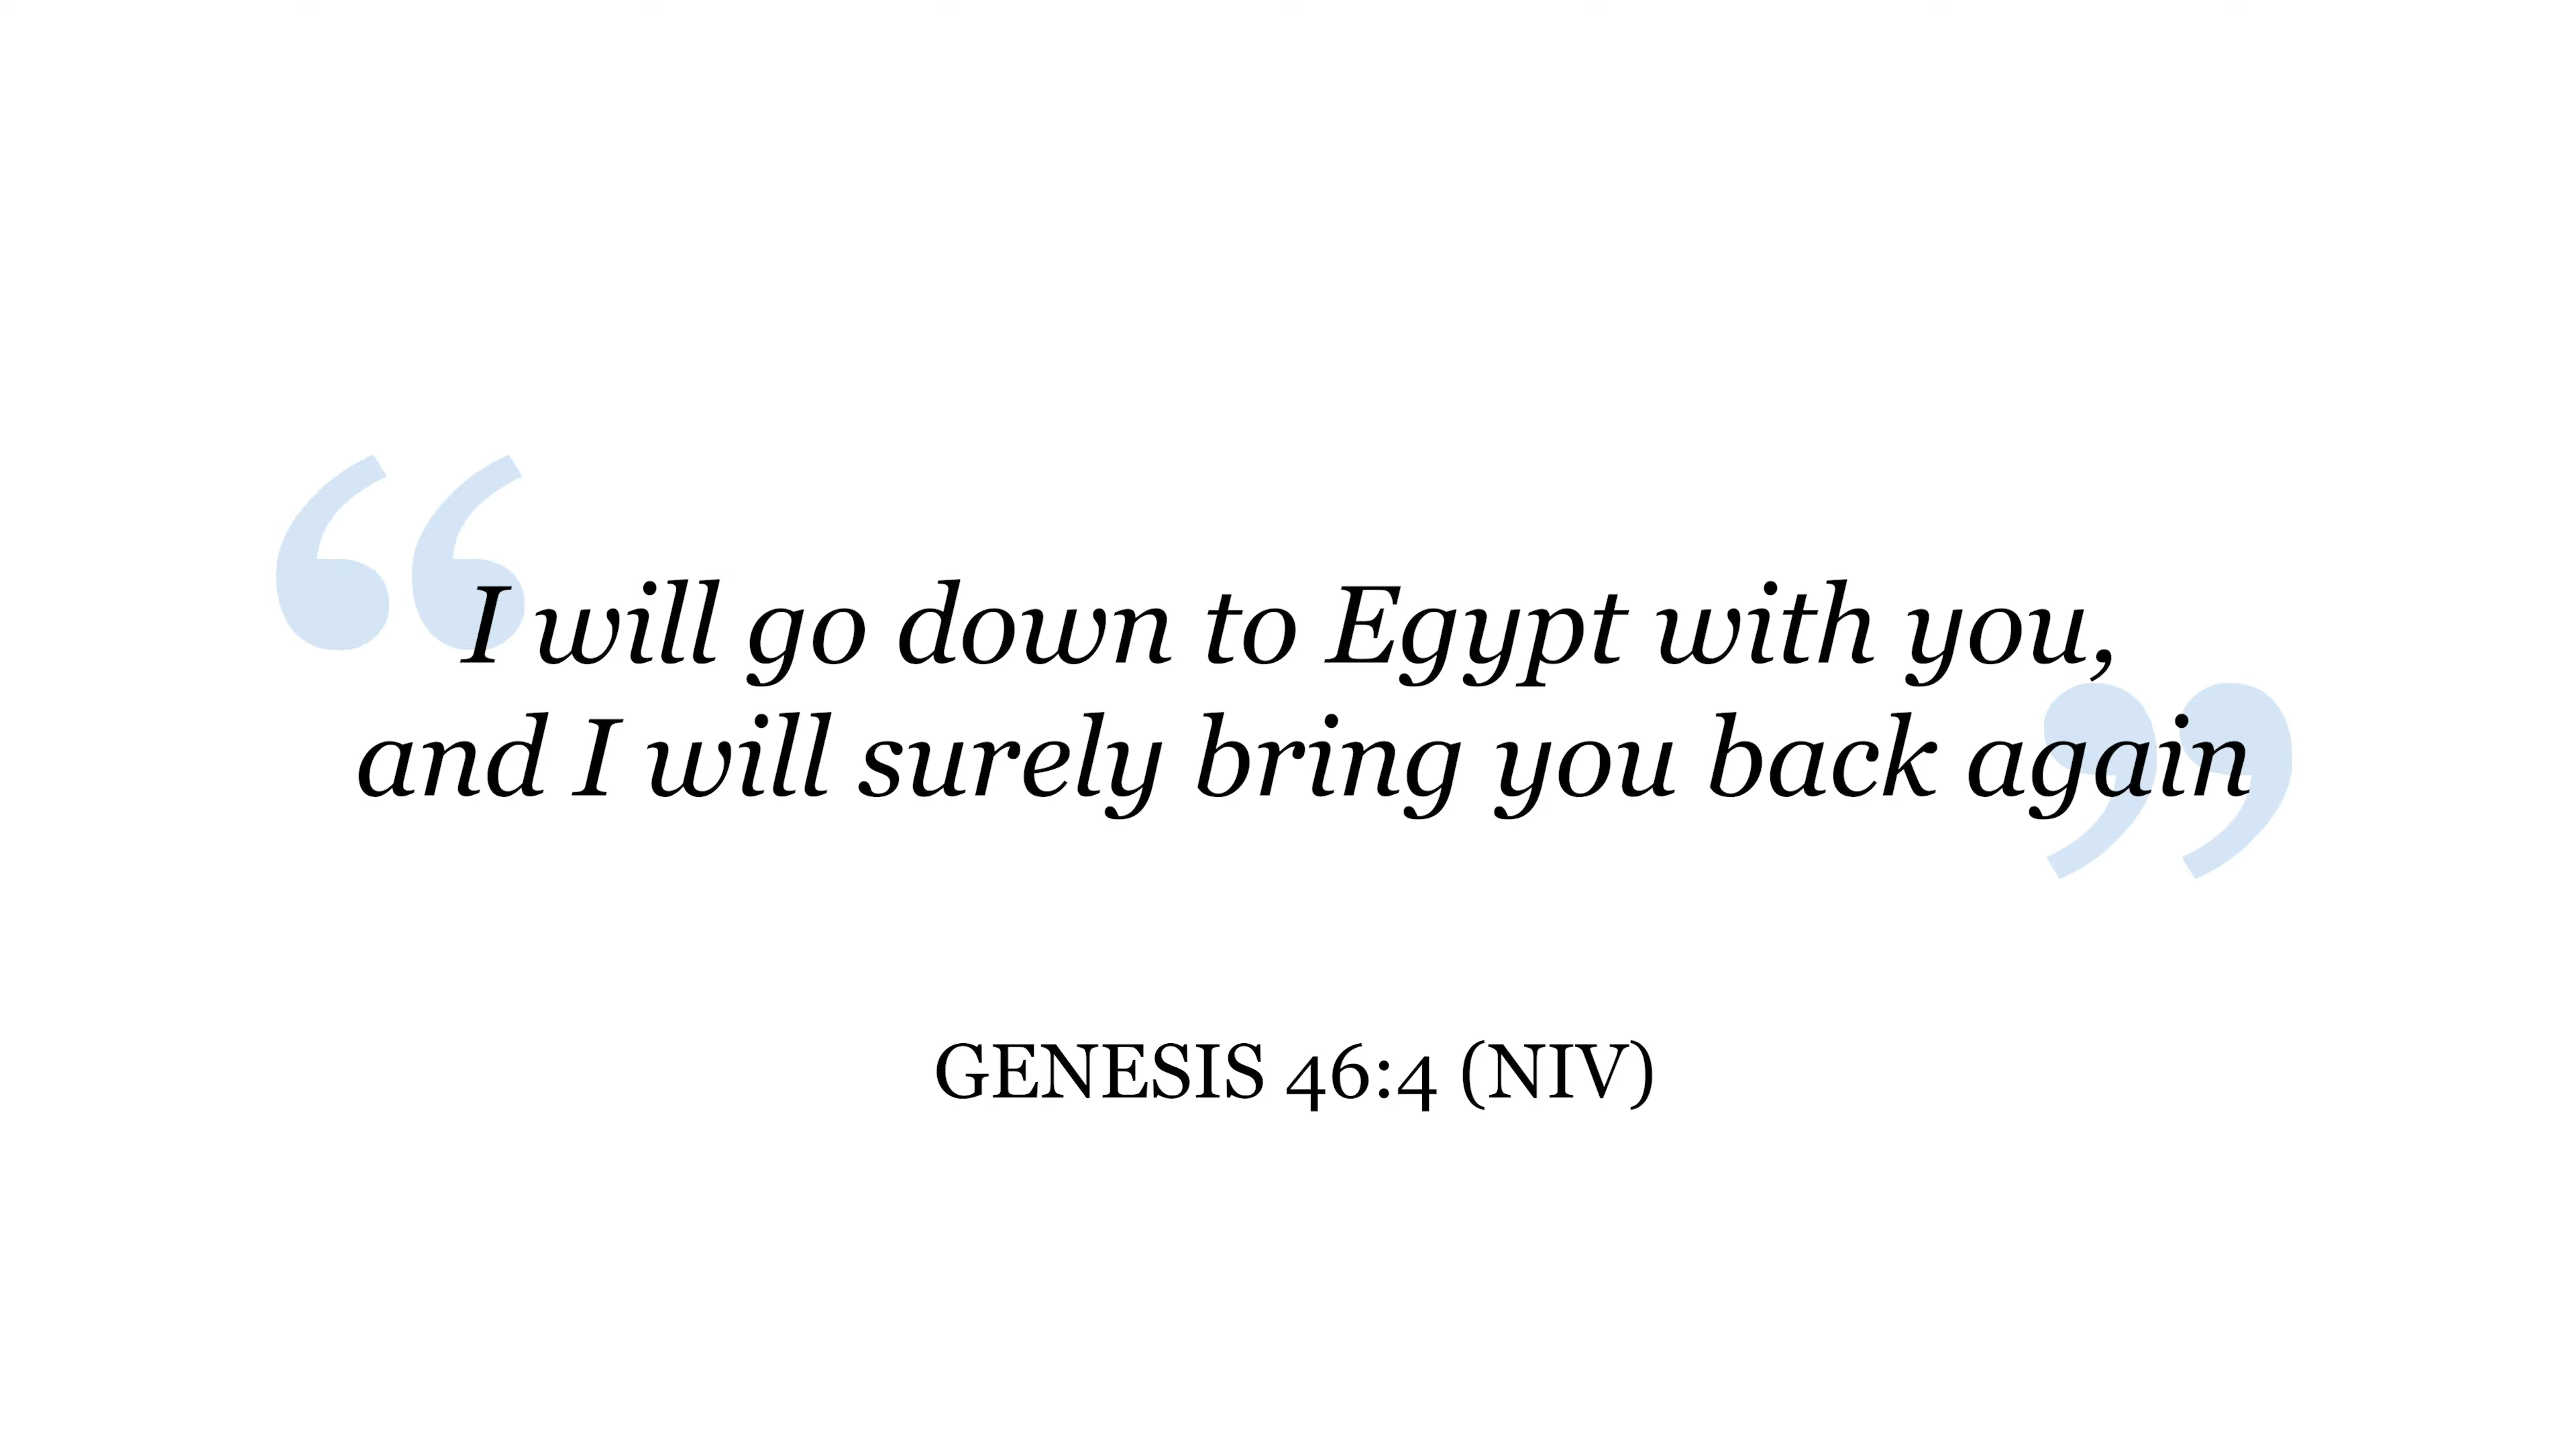 “I will go down to Egypt with you,
and I will surely bring you back again”
GENESIS 46:4 (NIV)